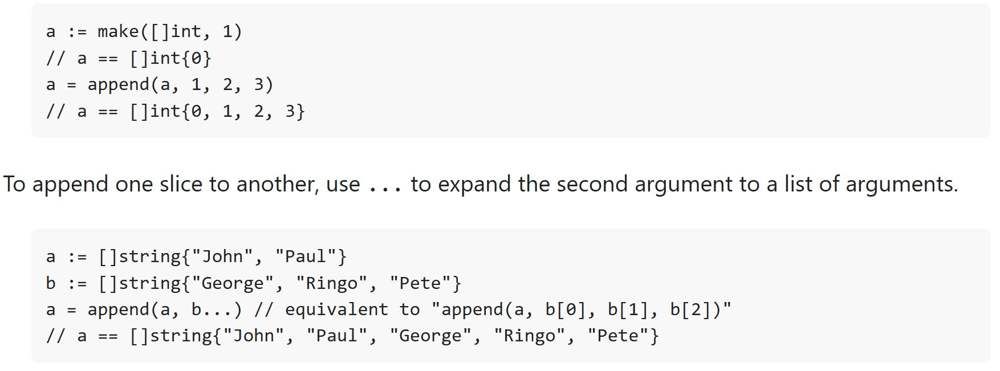 a := make([]int, 1)
// a == []int{0}
a = append(a, 1, 2, 3)
// a == []int{0, 1, 2, 3}
To append one slice to another, use ... to expand the second argument to a list of arguments.
a := []string{"John", "Paul"}
b := []string{"George", "Ringo", "Pete"}
a = append(a, b...) // equivalent to "append(a, b[0], b[1], b[2])"
// a == []string{"John", "Paul", "George", "Ringo", "Pete"}